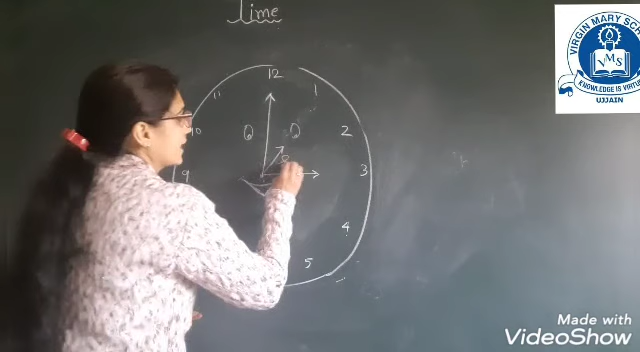 Time
12
11
1
10
2
9
3
4
5
VIRGIN MARY SCH
VMS
KNOWLEDGE IS VIRTUE
UJJAIN
Made with
VideoShow